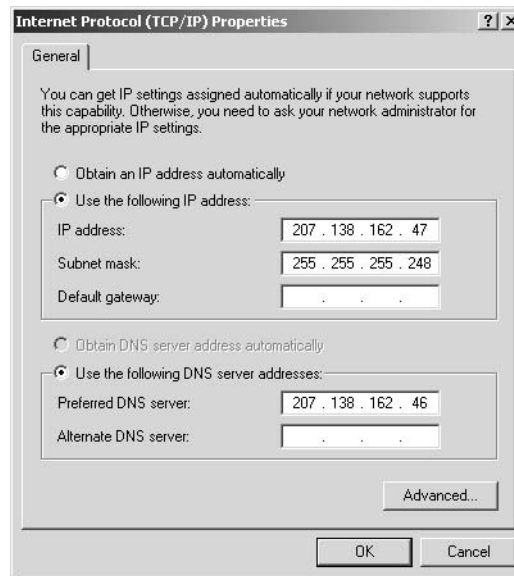 Internet Protocol (TCP/IP) Properties
General
You can get IP settings assigned automatically if your network supports
this capability. Otherwise, you need to ask your network administrator for
the appropriate IP settings.
Obtain an IP address automatically
Use the following IP address:
IP address: 207 . 138 . 162 . 47
Subnet mask: 255 . 255 . 255 . 248
Default gateway: . . .
Obtain DNS server address automatically
Use the following DNS server addresses:
Preferred DNS server: 207 . 138 . 162 . 46
Alternate DNS server: . . .
Advanced...
OK Cancel